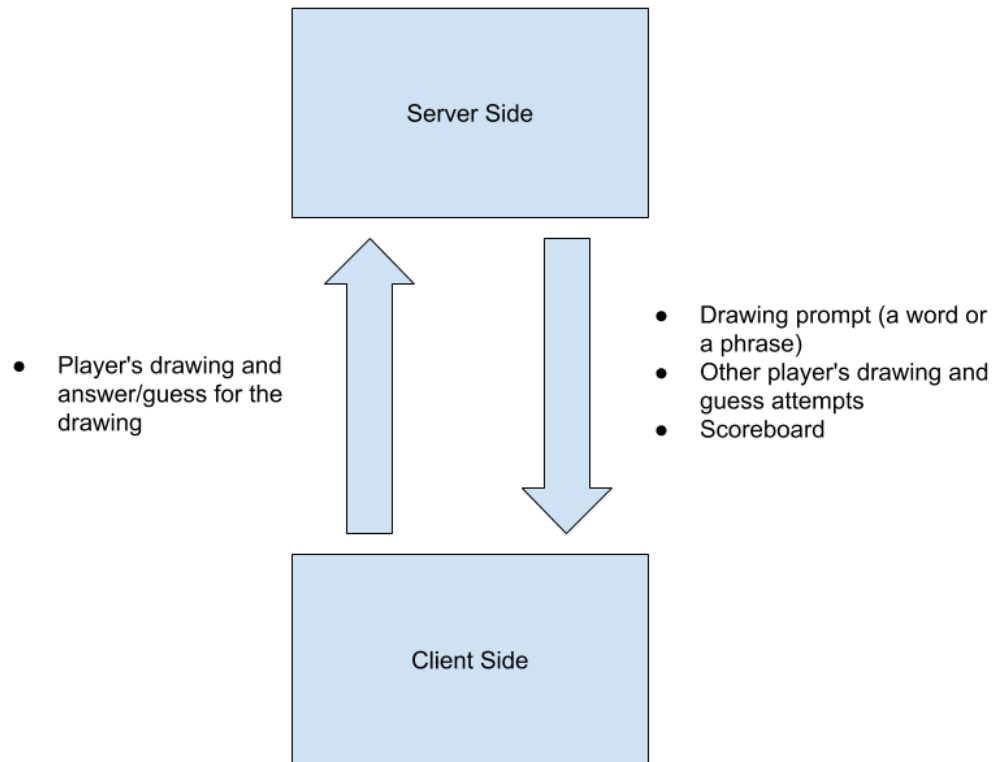 Server Side
● Player's drawing and
answer/guess for the
drawing
● Drawing prompt (a word or
a phrase)
● Other player's drawing and
guess attempts
● Scoreboard
Client Side